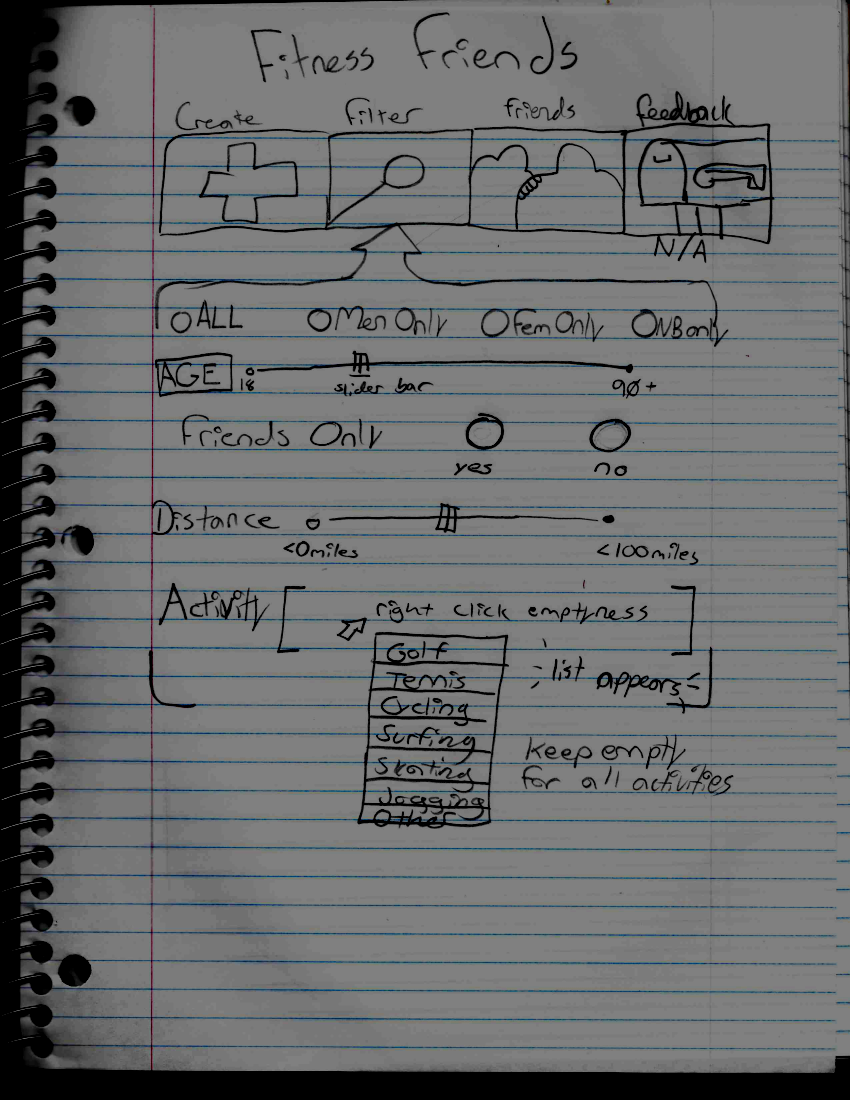 Fitness Friends
Create Filter friends feedback
N/A
ALL Men Only Fem Only NB only
AGE 18 slider bar 90+
Friends Only
yes no
Distance
<0miles <100miles
Activity right click emptyness
Golf
list appears
Tennis
Cycling
Surfing
keep empty
Skating
for all activities
Jogging
Other